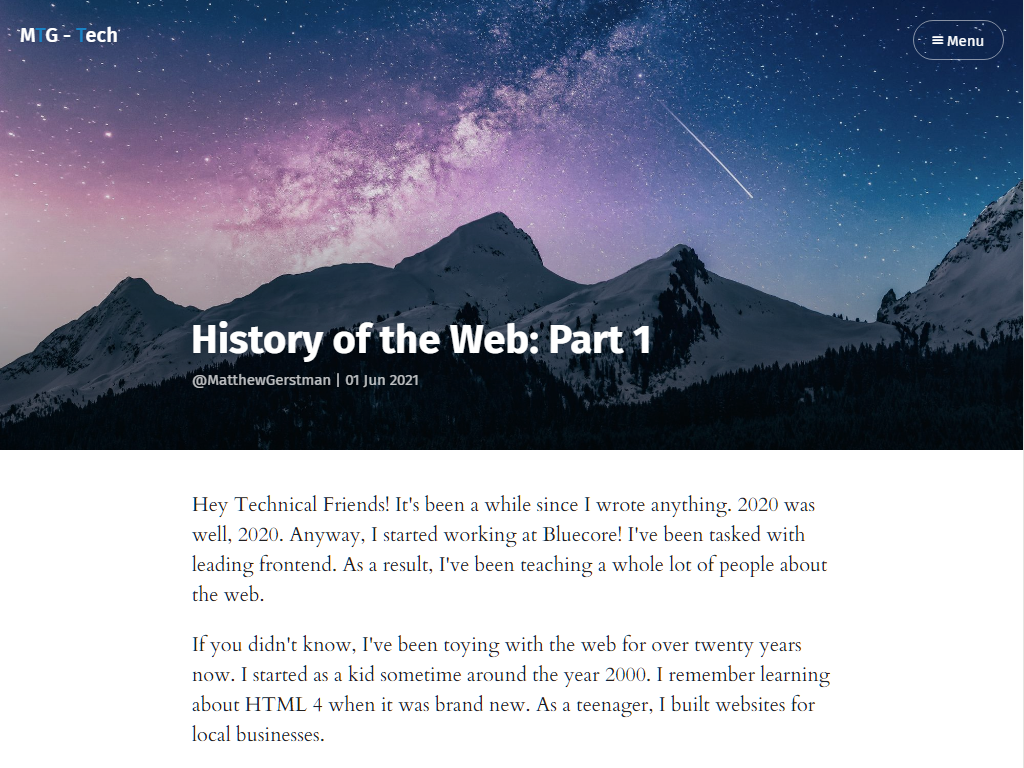 MTG - Tech
Menu
History of the Web: Part 1
@MatthewGerstman | 01 Jun 2021
Hey Technical Friends! It's been a while since I wrote anything. 2020 was
well, 2020. Anyway, I started working at Bluecore! I've been tasked with
leading frontend. As a result, I've been teaching a whole lot of people about
the web.
If you didn't know, I've been toying with the web for over twenty years
now. I started as a kid sometime around the year 2000. I remember learning
about HTML 4 when it was brand new. As a teenager, I built websites for
local businesses.